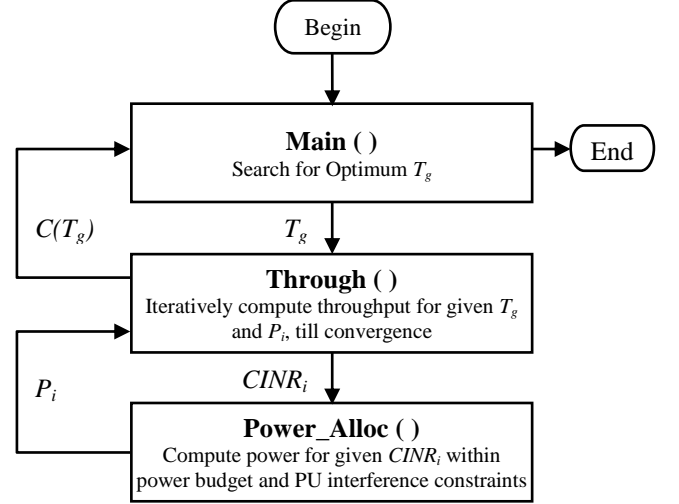 Begin
Main ( )
Search for Optimum T_g
End
C(T_g)
T_g
Through ( )
Iteratively compute throughput for given T_g
and P_i, till convergence
P_i
CINR_i
Power_Alloc ( )
Compute power for given CINR_i within
power budget and PU interference constraints